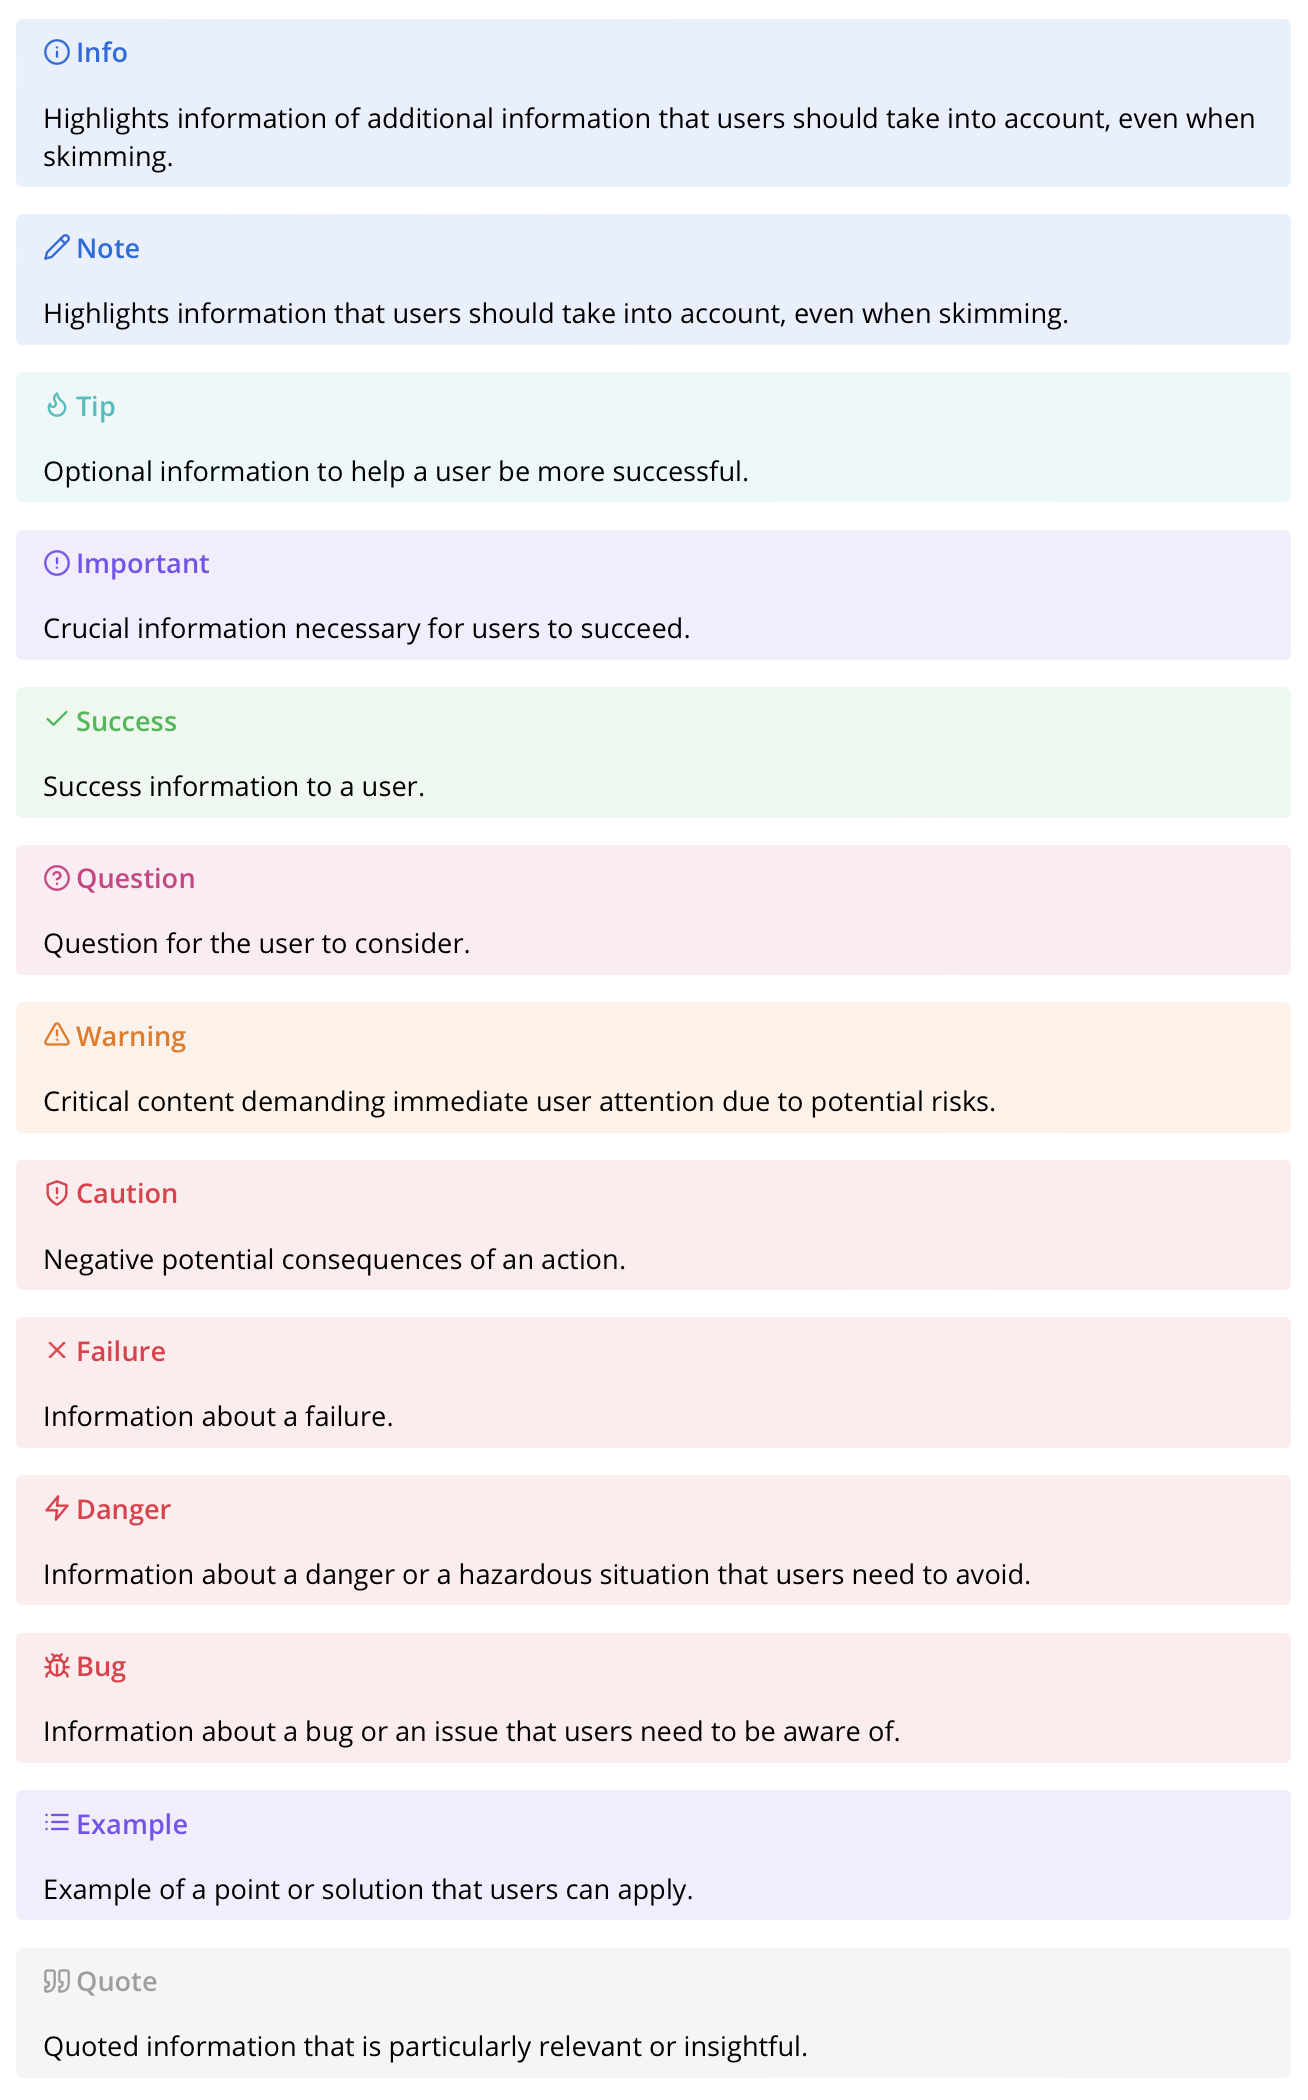 Info
Highlights information of additional information that users should take into account, even when
skimming.
Note
Highlights information that users should take into account, even when skimming.
Tip
Optional information to help a user be more successful.
Important
Crucial information necessary for users to succeed.
Success
Success information to a user.
Question
Question for the user to consider.
Warning
Critical content demanding immediate user attention due to potential risks.
Caution
Negative potential consequences of an action.
Failure
Information about a failure.
Danger
Information about a danger or a hazardous situation that users need to avoid.
Bug
Information about a bug or an issue that users need to be aware of.
Example
Example of a point or solution that users can apply.
Quote
Quoted information that is particularly relevant or insightful.